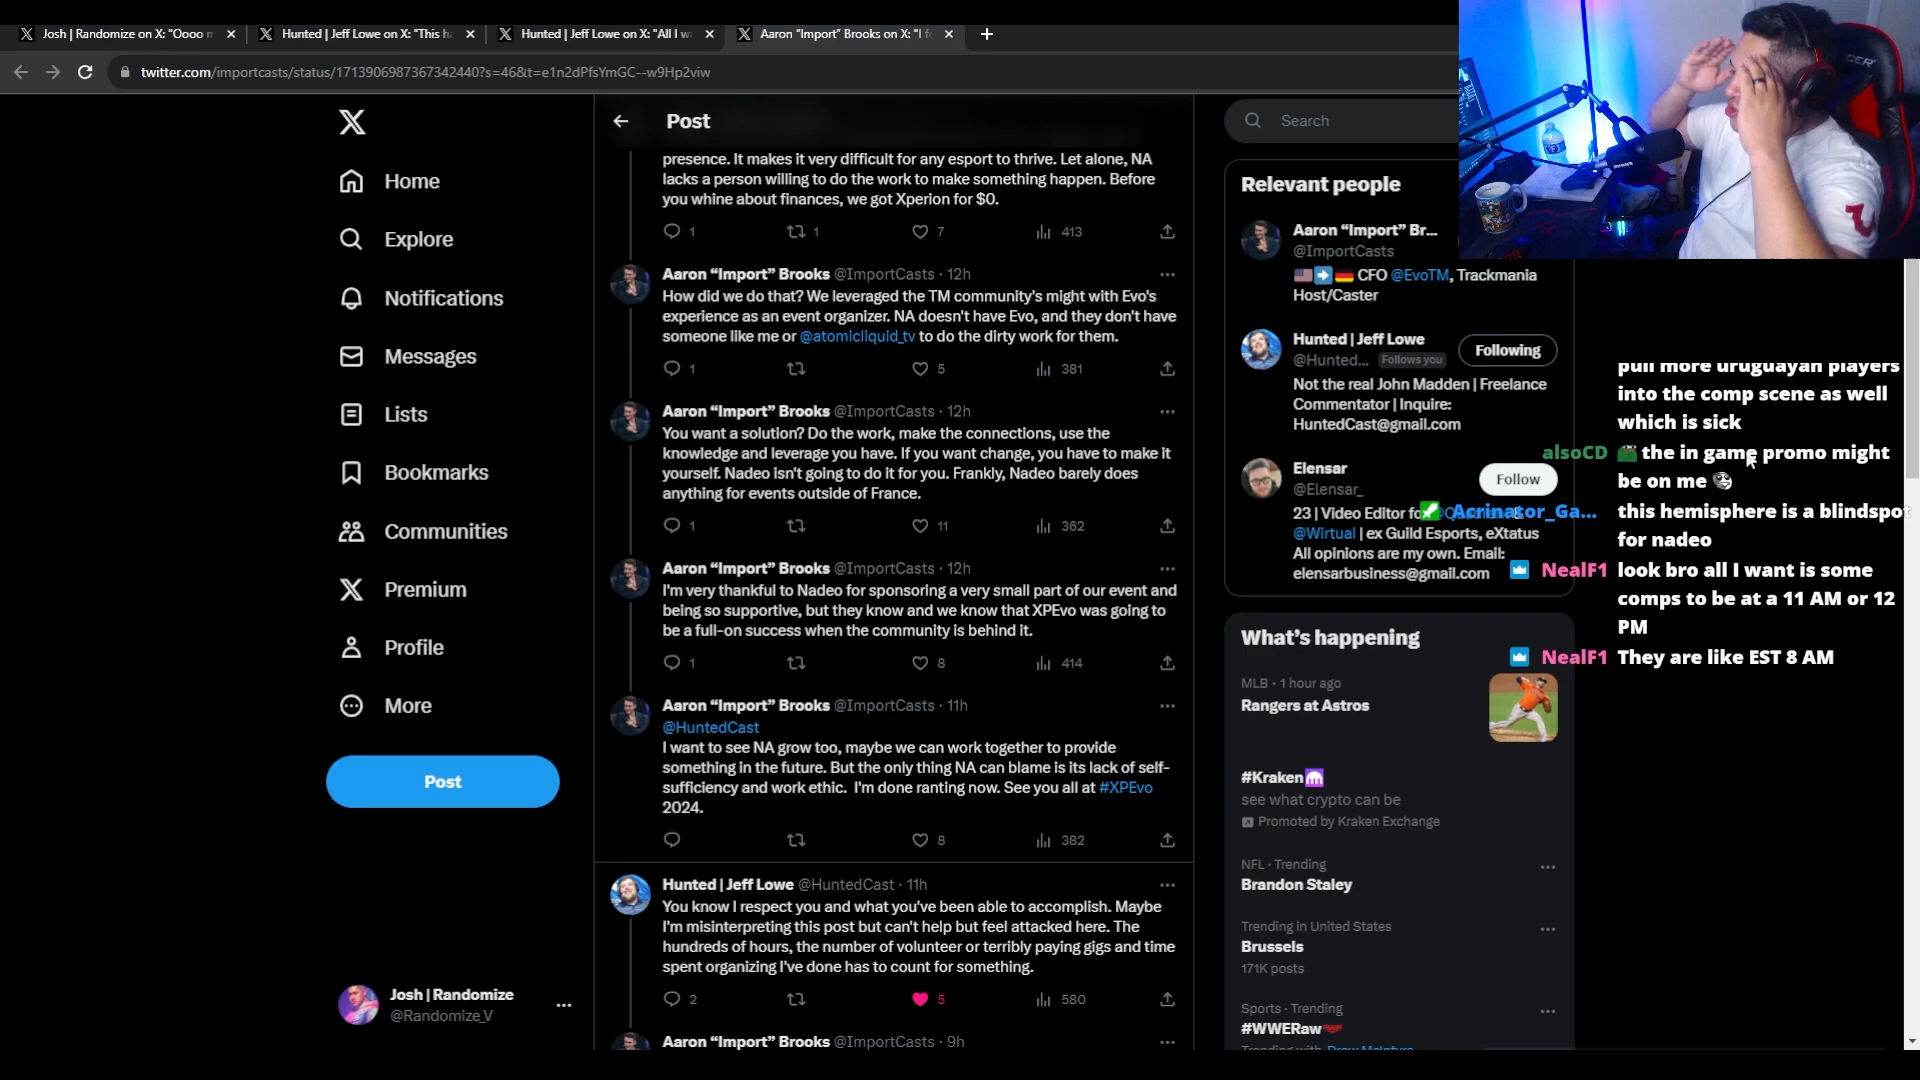 Josh | Randomize on X: "Oooo m
Hunted | Jeff Lowe on X: "This ha
Hunted | Jeff Lowe on X: "All I w
Aaron "Import" Brooks on X: "I f
twitter.com/importcasts/status/1713906987367342440?s=46&t=e1n2dPfsYmGC--w9Hp2viw
Home
Explore
Notifications
Messages
Lists
Bookmarks
Communities
Premium
Profile
More
Post
Josh | Randomize
@Randomize_V
Post
presence. It makes it very difficult for any esport to thrive. Let alone, NA
lacks a person willing to do the work to make something happen. Before
you whine about finances, we got Xperion for $0.
1 1 7 413
Aaron “Import” Brooks @ImportCasts · 12h
How did we do that? We leveraged the TM community's might with Evo's
experience as an event organizer. NA doesn't have Evo, and they don't have
someone like me or @atomicliquid_tv to do the dirty work for them.
1 5 381
Aaron “Import” Brooks @ImportCasts · 12h
You want a solution? Do the work, make the connections, use the
knowledge and leverage you have. If you want change, you have to make it
yourself. Nadeo isn't going to do it for you. Frankly, Nadeo barely does
anything for events outside of France.
1 11 362
Aaron “Import” Brooks @ImportCasts · 12h
I'm very thankful to Nadeo for sponsoring a very small part of our event and
being so supportive, but they know and we know that XPEvo was going to
be a full-on success when the community is behind it.
1 8 414
Aaron “Import” Brooks @ImportCasts · 11h
@HuntedCast
I want to see NA grow too, maybe we can work together to provide
something in the future. But the only thing NA can blame is its lack of self-
sufficiency and work ethic. I'm done ranting now. See you all at #XPEvo
2024.
8 382
Hunted | Jeff Lowe @HuntedCast · 11h
You know I respect you and what you've been able to accomplish. Maybe
I'm misinterpreting this post but can't help but feel attacked here. The
hundreds of hours, the number of volunteer or terribly paying gigs and time
spent organizing I've done has to count for something.
2 5 580
Aaron “Import” Brooks @ImportCasts · 9h
Search
Relevant people
Aaron “Import” Br...
@ImportCasts
CFO @EvoTM, Trackmania
Host/Caster
Hunted | Jeff Lowe
@Hunted... Follows you
Following
Not the real John Madden | Freelance
Commentator | Inquire:
HuntedCast@gmail.com
Elensar
@Elensar_
Follow
23 | Video Editor for
@Wirtual | ex Guild Esports, eXtatus
All opinions are my own. Email:
elensarbusiness@gmail.com
What’s happening
MLB · 1 hour ago
Rangers at Astros
#Kraken
see what crypto can be
Promoted by Kraken Exchange
NFL · Trending
Brandon Staley
Trending in United States
Brussels
171K posts
Sports · Trending
#WWERaw
Trending with Drew McIntyre
pull more uruguayan players
into the comp scene as well
which is sick
alsoCD the in game promo might
be on me
Acrinator_Ga... this hemisphere is a blindspot
for nadeo
NealF1 look bro all I want is some
comps to be at a 11 AM or 12
PM
NealF1 They are like EST 8 AM